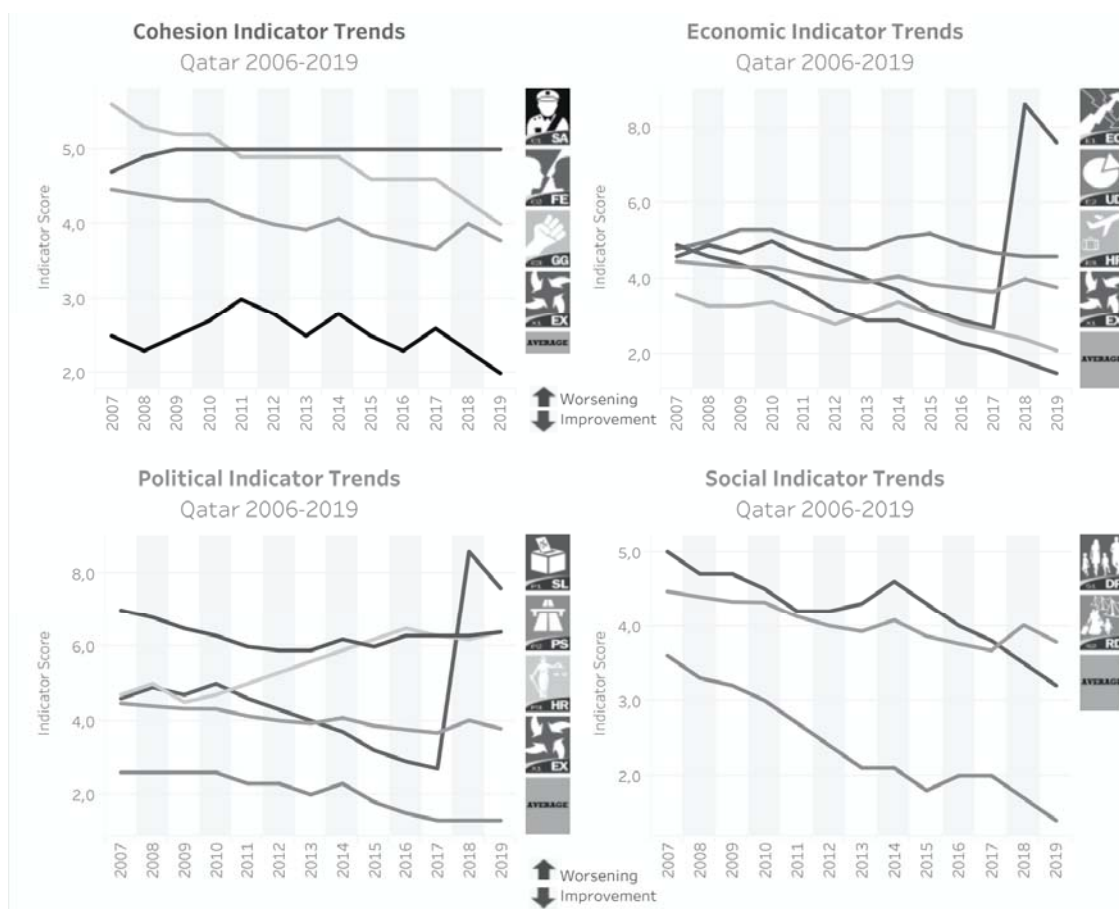 Cohesion Indicator Trends
Qatar 2006-2019
Indicator Score
5,0
4,0
3,0
2,0
2007
2008
2009
2010
2011
2012
2013
2014
2015
2016
2017
2018
2019
SA
FE
GG
EX
AVERAGE
Worsening
Improvement
Economic Indicator Trends
Qatar 2006-2019
Indicator Score
8,0
6,0
4,0
2,0
2007
2008
2009
2010
2011
2012
2013
2014
2015
2016
2017
2018
2019
EC
UD
HF
EX
AVERAGE
Political Indicator Trends
Qatar 2006-2019
Indicator Score
8,0
6,0
4,0
2,0
2007
2008
2009
2010
2011
2012
2013
2014
2015
2016
2017
2018
2019
SL
PS
HR
EX
AVERAGE
Worsening
Improvement
Social Indicator Trends
Qatar 2006-2019
Indicator Score
5,0
4,0
3,0
2,0
2007
2008
2009
2010
2011
2012
2013
2014
2015
2016
2017
2018
2019
DP
RD
AVERAGE